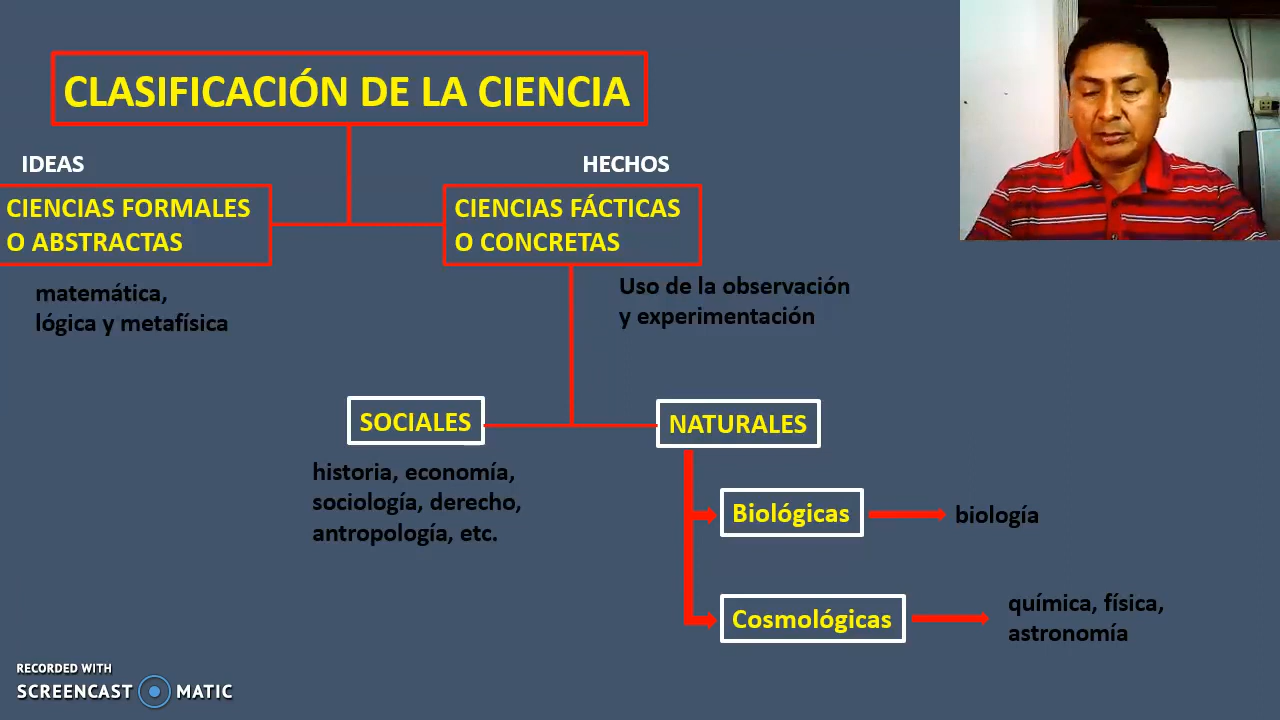 CLASIFICACIÓN DE LA CIENCIA
IDEAS
HECHOS
CIENCIAS FORMALES
O ABSTRACTAS
CIENCIAS FÁCTICAS
O CONCRETAS
matemática,
lógica y metafísica
Uso de la observación
y experimentación
SOCIALES
NATURALES
historia, economía,
sociología, derecho,
antropología, etc.
Biológicas
biología
Cosmológicas
química, física,
astronomía
RECORDED WITH
SCREENCAST MATIC